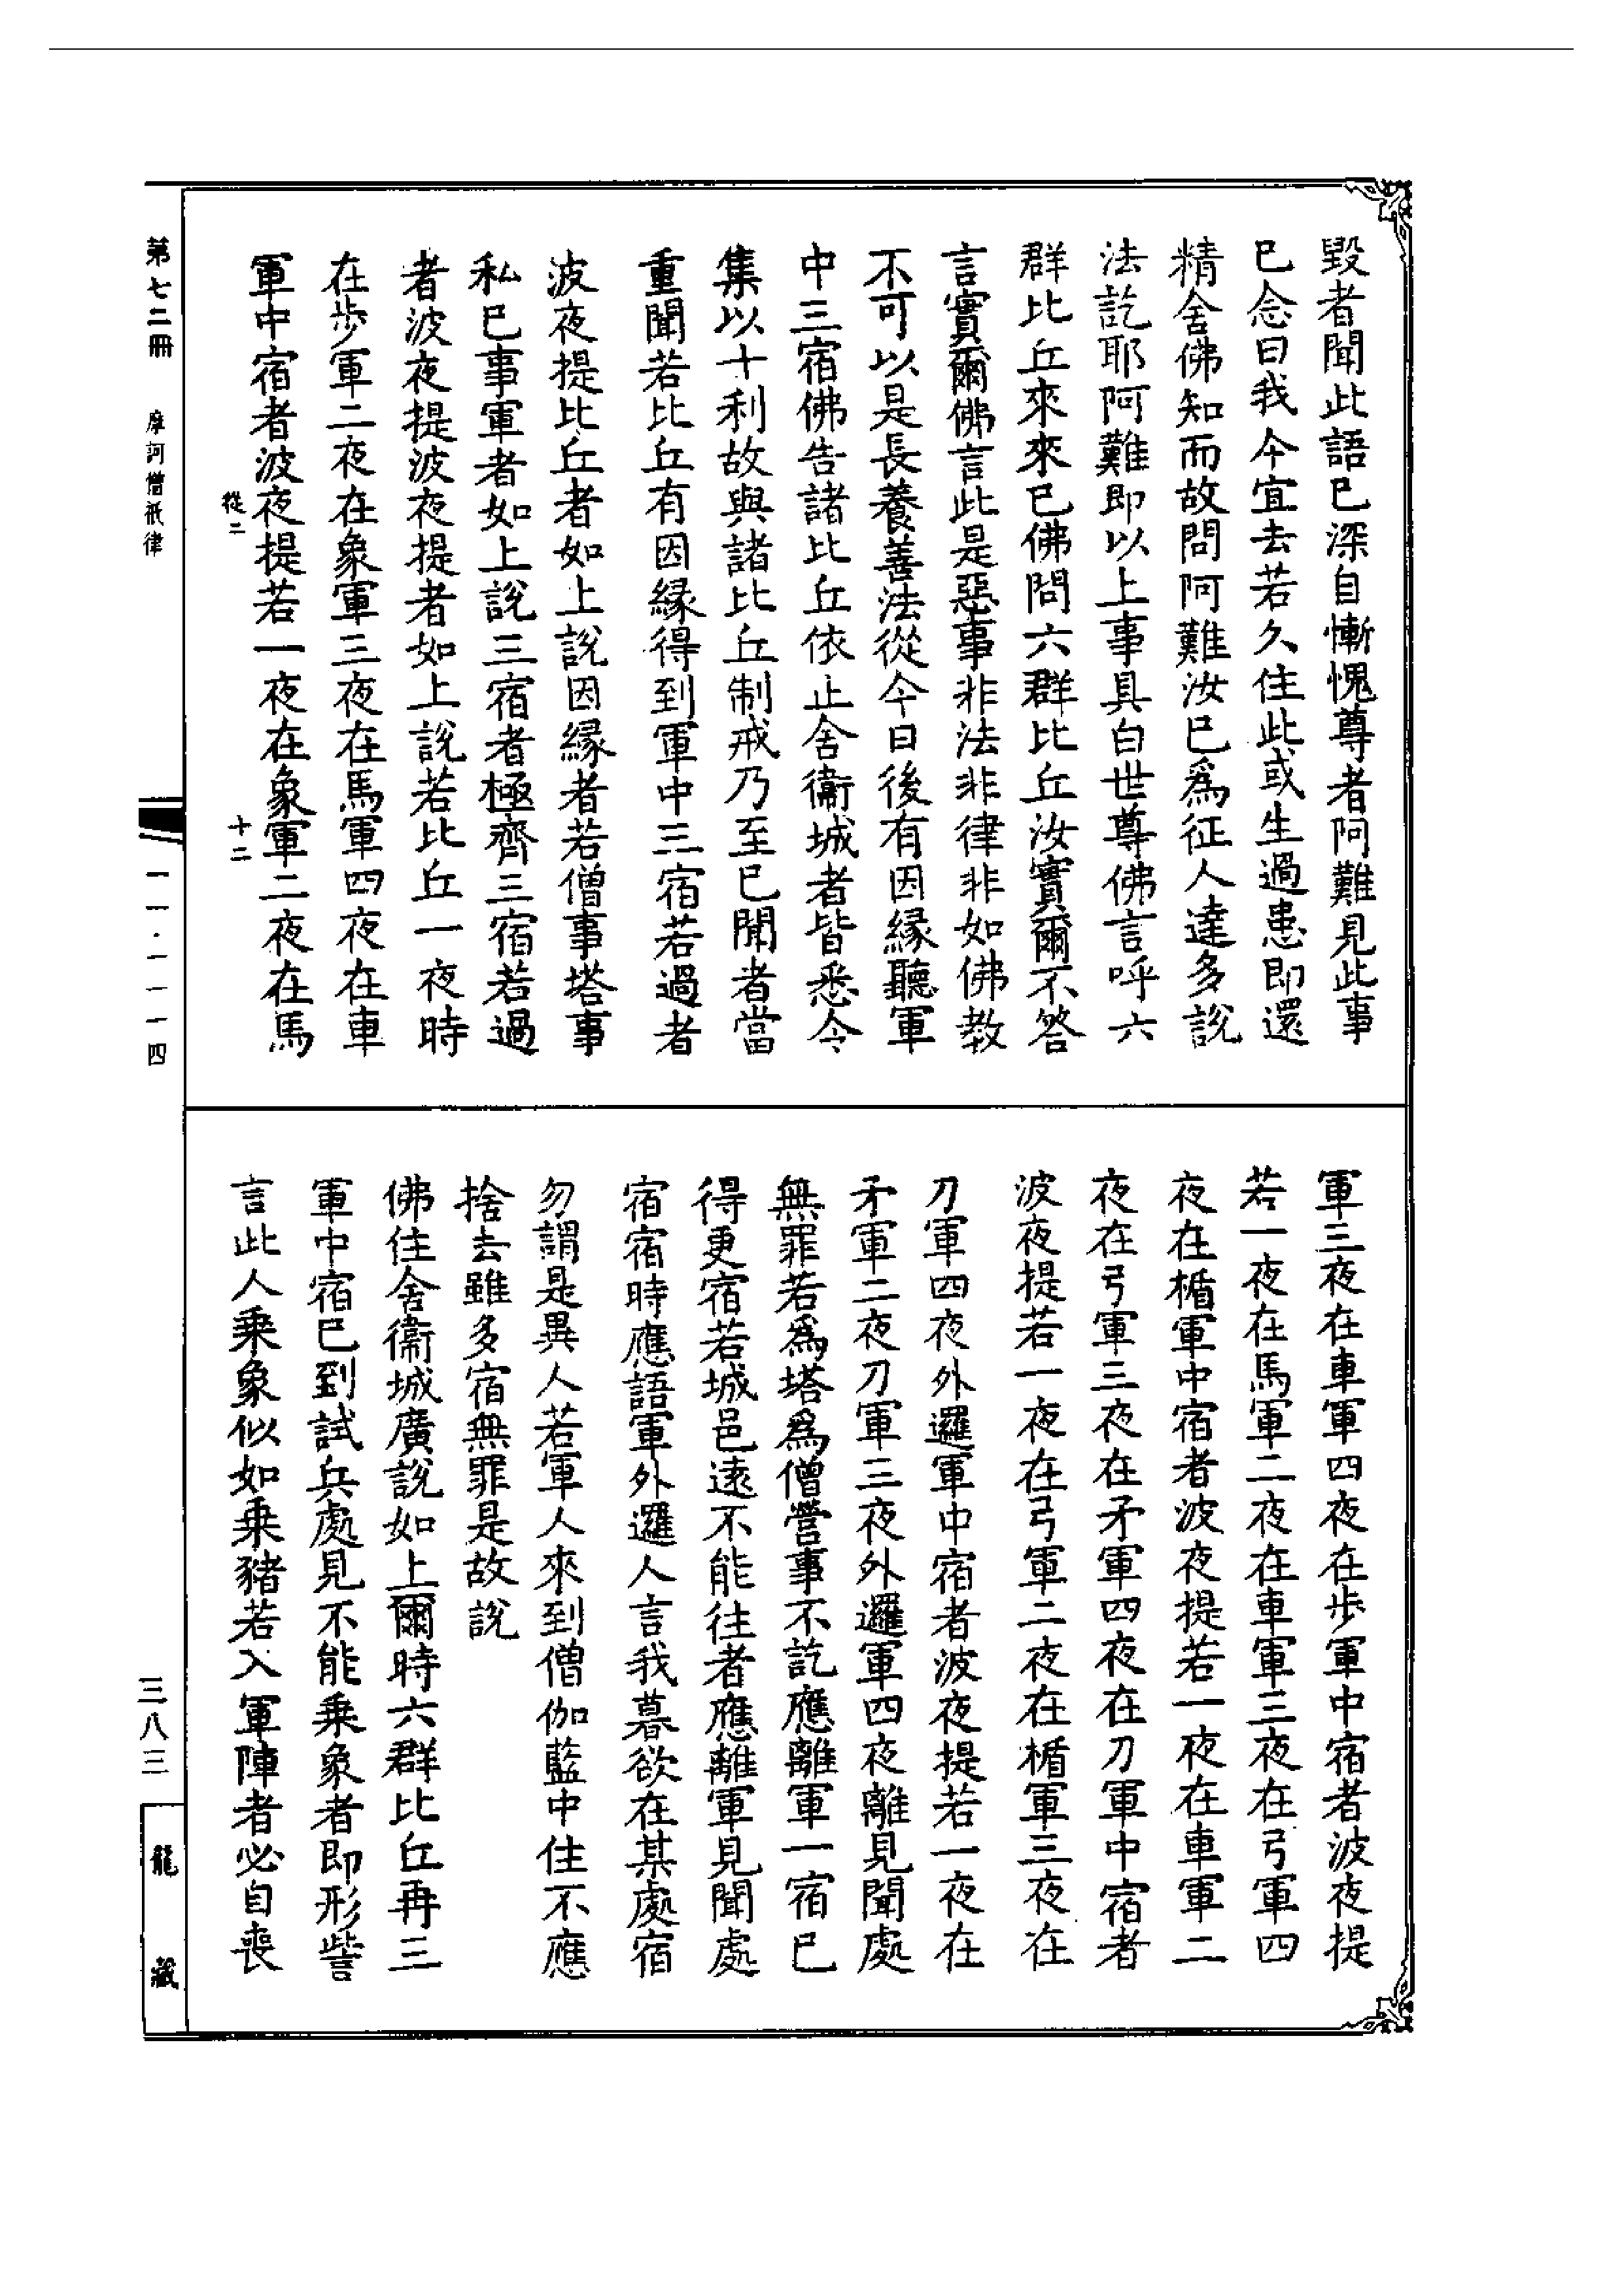 毀者聞此語已深自慚愧尊者阿難見此事
已念曰我今宜去若久住此或生過患即還
精舍佛知而故問阿難汝已爲征人達多說
法訖耶阿難即以上事具白世尊佛言呼六
群比丘來來已佛問六群比丘汝實爾不答
言實爾佛言此是惡事非法非律非如佛教
不可以是長養善法從今日後有因緣聽軍
中三宿佛告諸比丘依止舍衞城者皆悉令
集以十利故與諸比丘制戒乃至已聞者當
重聞若比丘有因緣得到軍中三宿若過者
波夜提比丘者如上說因緣者若僧事塔事
私已事軍者如上說三宿者極齊三宿若過
者波夜提波夜提者如上說若比丘一夜時
在步軍二夜在象軍三夜在馬軍四夜在車
軍中宿者波夜提若一夜在象軍二夜在馬
從二
十二
軍三夜在車軍四夜在步軍中宿者波夜提
若一夜在馬軍二夜在車軍三夜在弓軍四
夜在楯軍中宿者波夜提若一夜在車軍二
夜在弓軍三夜在矛軍四夜在刀軍中宿者
波夜提若一夜在弓軍二夜在楯軍三夜在
刀軍四夜外邏軍中宿者波夜提若一夜在
矛軍二夜刀軍三夜外邏軍四夜離見聞處
無罪若爲塔爲僧營事不訖應離軍一宿已
得更宿若城邑遠不能往者應離軍見聞處
宿宿時應語軍外邏人言我暮欲在某處宿
勿謂是異人若軍人來到僧伽藍中住不應
捨去雖多宿無罪是故說
佛住舍衞城廣說如上爾時六群比丘再三
軍中宿已到試兵處見不能乘象者即形呰
言此人乘象似如乘豬若入軍陣者必自喪
第七二冊　摩訶僧祇律
一一·一一一四
三八三
龍藏